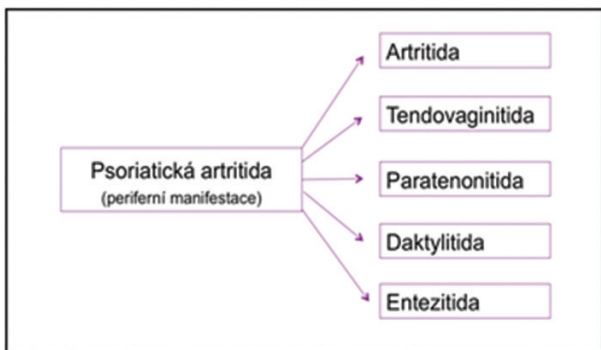 Psoriatická artritida
(periferní manifestace)
Artritida
Tendovaginitida
Paratenonitida
Daktylitida
Entezitida